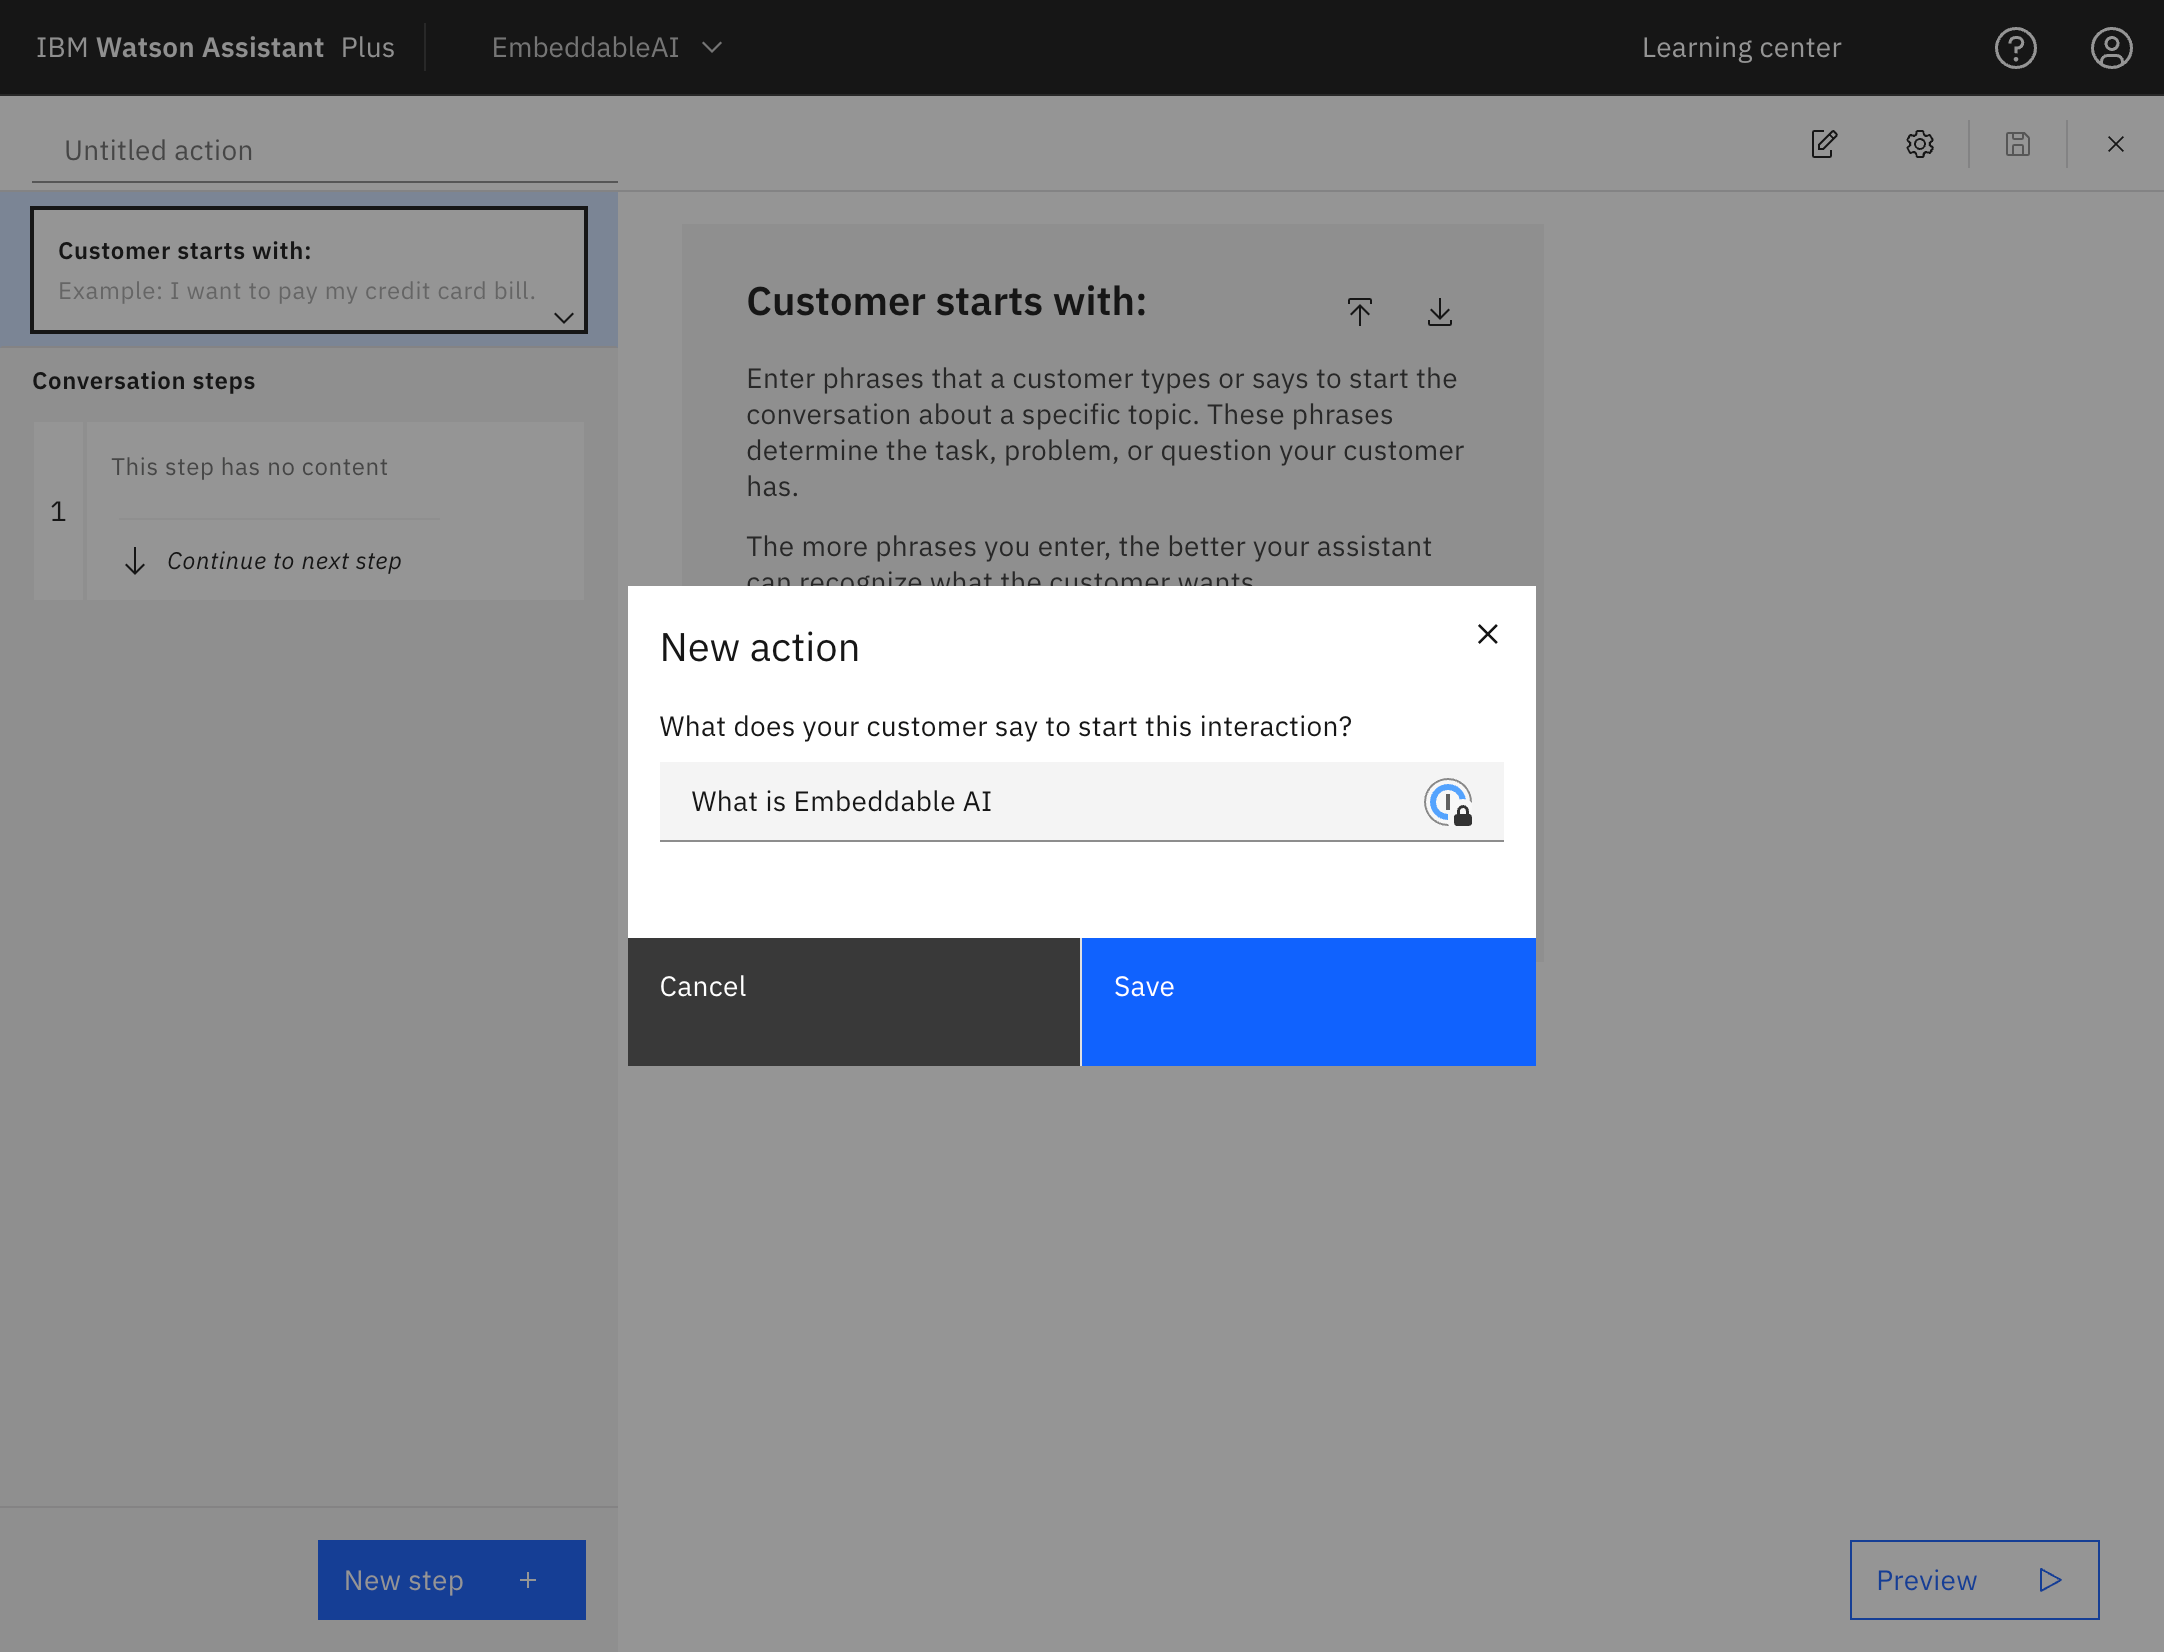 IBM Watson Assistant Plus
EmbeddableAI
Learning center
Untitled action
Customer starts with:
Example: I want to pay my credit card bill.
Conversation steps
1
This step has no content
Continue to next step
New step
Customer starts with:
Enter phrases that a customer types or says to start the
conversation about a specific topic. These phrases
determine the task, problem, or question your customer
has.
The more phrases you enter, the better your assistant
can recognize what the customer wants.
New action
What does your customer say to start this interaction?
What is Embeddable AI
Cancel
Save
Preview